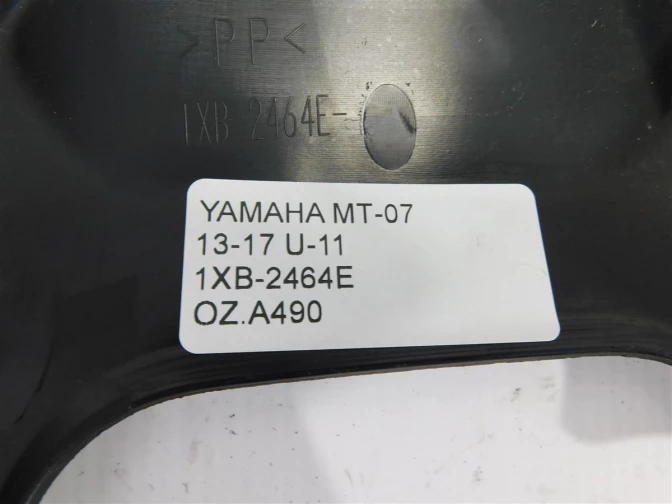 >PP<
1XB 2464E-
YAMAHA MT-07
13-17 U-11
1XB-2464E
OZ.A490